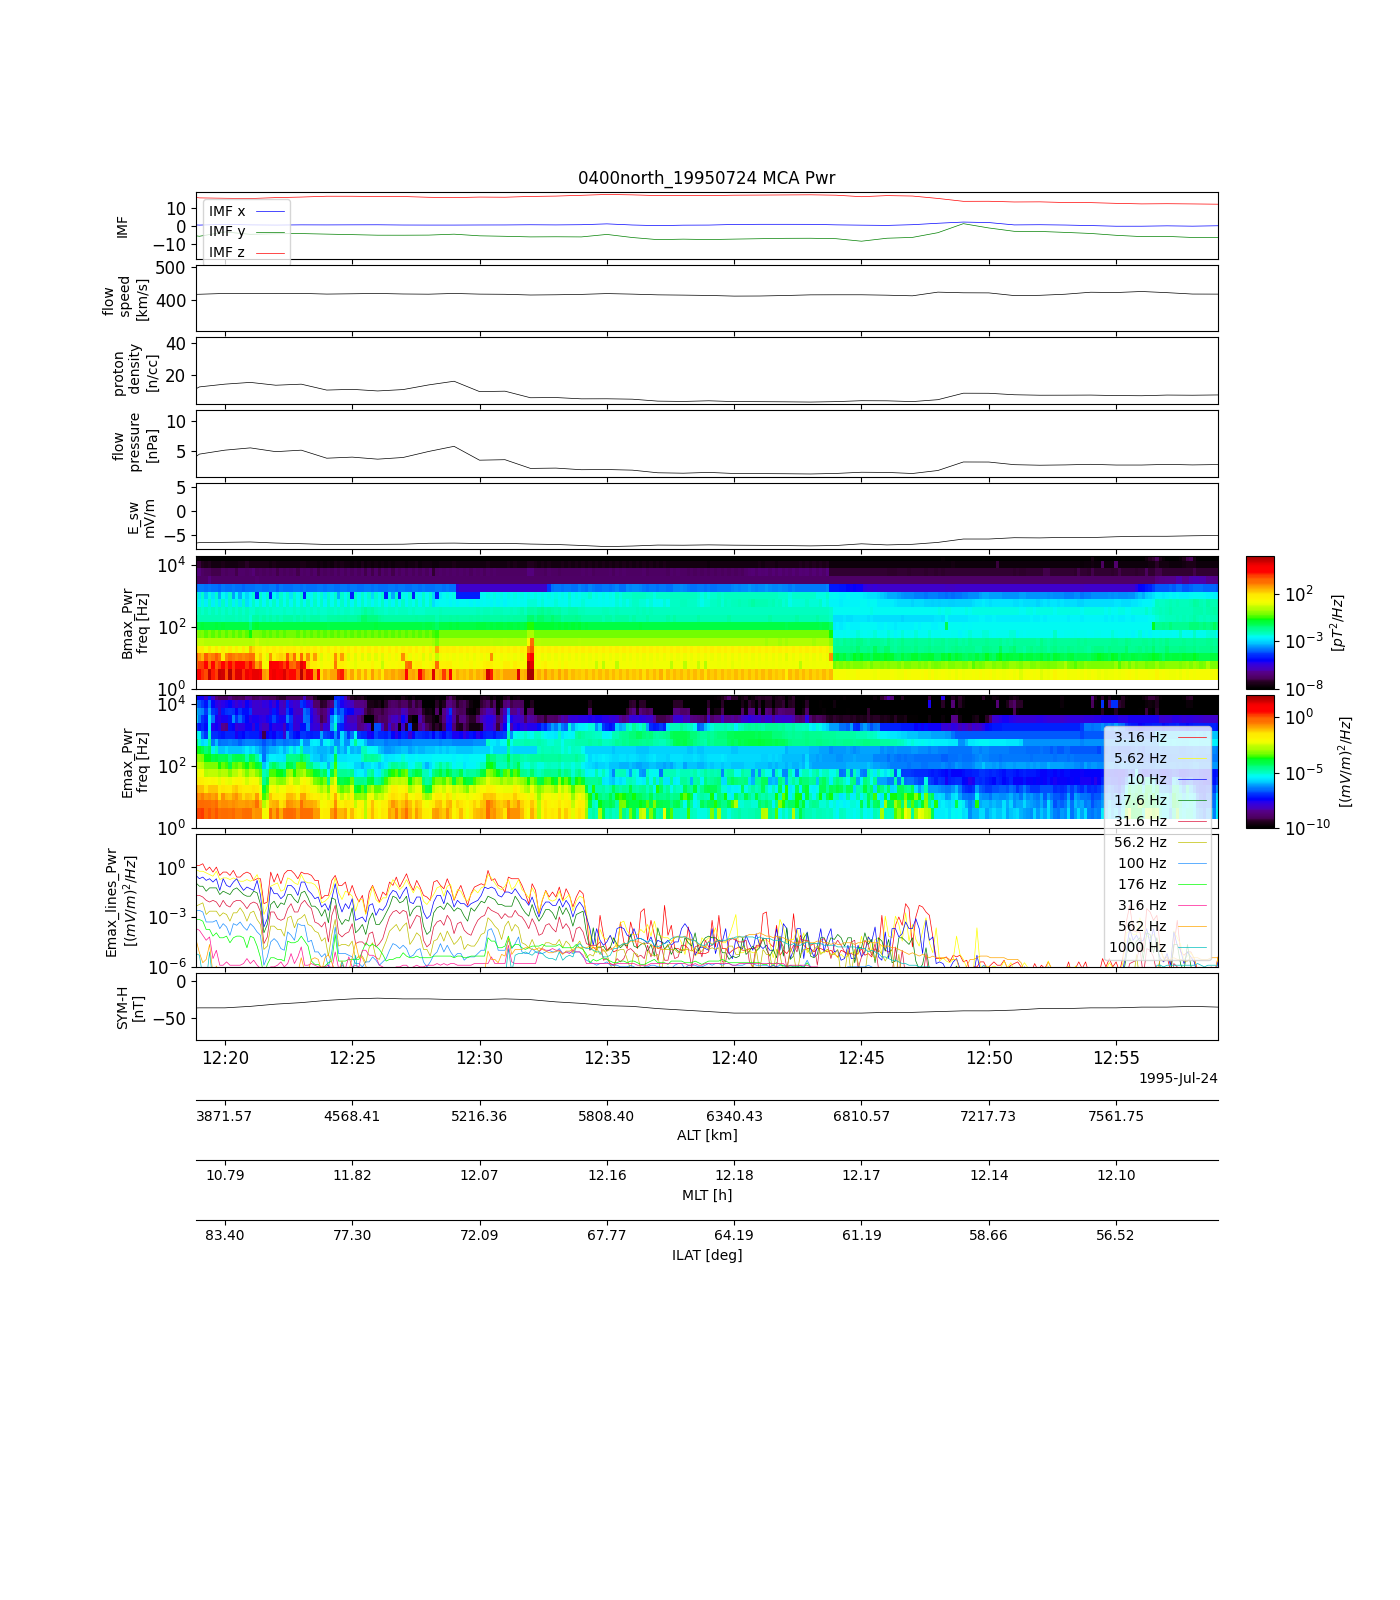 0400north_19950724 MCA Pwr
IMF
10
0
−10
IMF x
IMF y
IMF z
flow
speed
[km/s]
500
400
proton
density
[n/cc]
40
20
flow
pressure
[nPa]
10
5
E_sw
mV/m
5
0
−5
Bmax_Pwr
freq [Hz]
10^4
10^2
10^0
10^2
10^−3
10^−8
[pT^2/Hz]
Emax_Pwr
freq [Hz]
10^4
10^2
10^0
10^0
10^−5
10^−10
[(mV/m)^2/Hz]
3.16 Hz
5.62 Hz
10 Hz
17.6 Hz
31.6 Hz
56.2 Hz
100 Hz
176 Hz
316 Hz
562 Hz
1000 Hz
Emax_lines_Pwr
[(mV/m)^2/Hz]
10^0
10^−3
10^−6
SYM-H
[nT]
0
−50
12:20 12:25 12:30 12:35 12:40 12:45 12:50 12:55
1995-Jul-24
3871.57 4568.41 5216.36 5808.40 6340.43 6810.57 7217.73 7561.75
ALT [km]
10.79 11.82 12.07 12.16 12.18 12.17 12.14 12.10
MLT [h]
83.40 77.30 72.09 67.77 64.19 61.19 58.66 56.52
ILAT [deg]